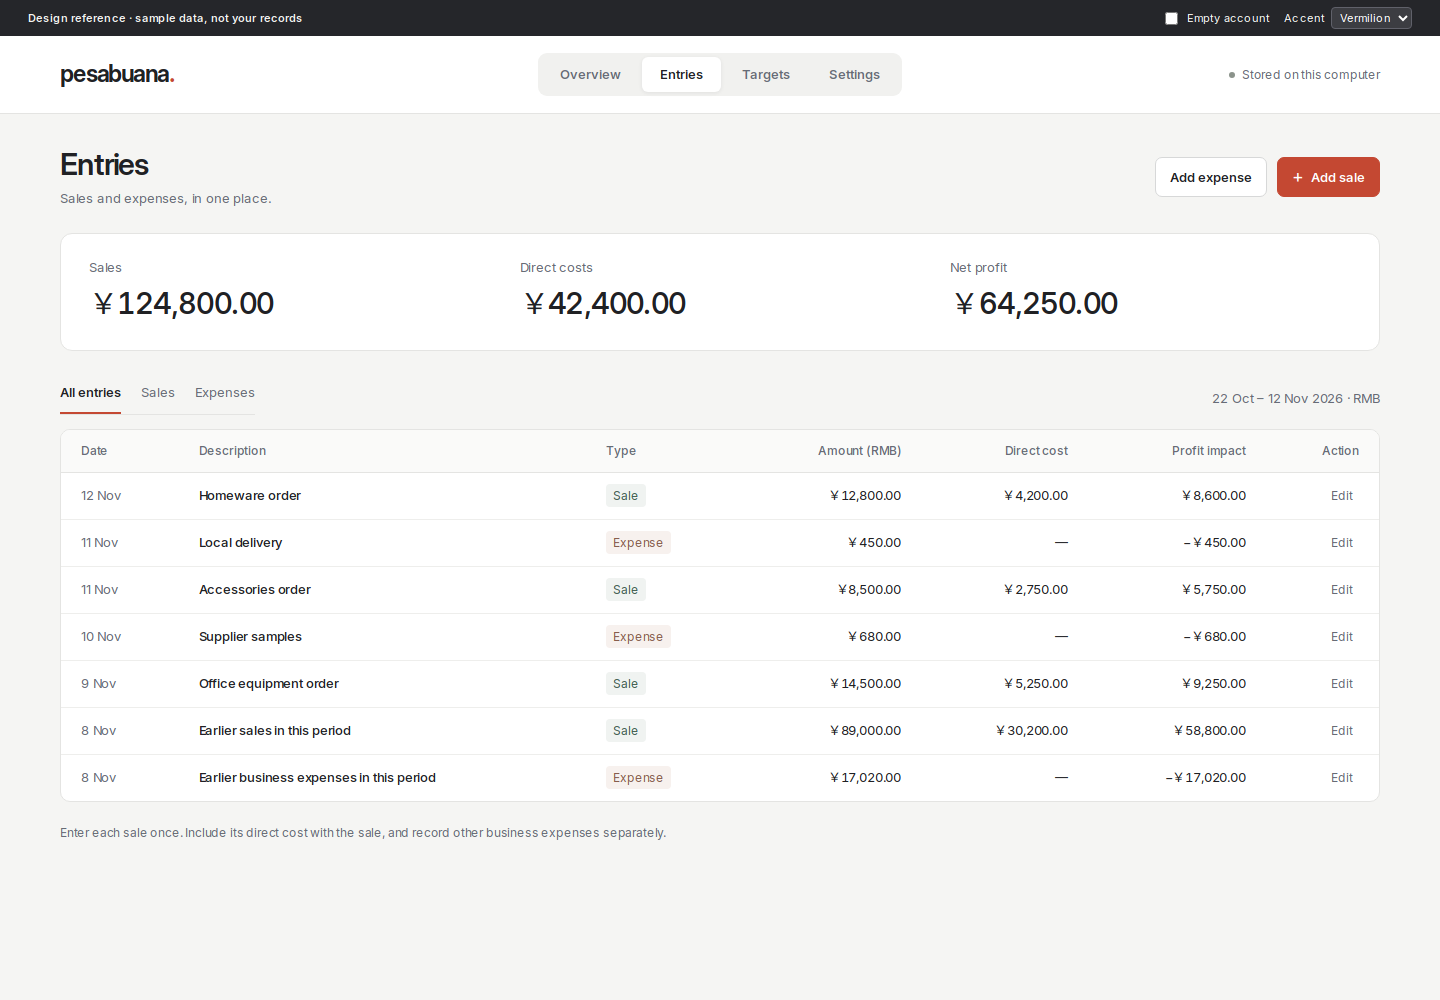 Design reference · sample data, not your records
Empty account Accent Vermilion
pesabuana.
Overview Entries Targets Settings
Stored on this computer
Entries
Sales and expenses, in one place.
Add expense
+ Add sale
Sales Direct costs Net profit
¥124,800.00 ¥42,400.00 ¥64,250.00
All entries Sales Expenses
22 Oct – 12 Nov 2026 · RMB
Date Description Type Amount (RMB) Direct cost Profit impact Action
12 Nov Homeware order Sale ¥12,800.00 ¥4,200.00 ¥8,600.00 Edit
11 Nov Local delivery Expense ¥450.00 — −¥450.00 Edit
11 Nov Accessories order Sale ¥8,500.00 ¥2,750.00 ¥5,750.00 Edit
10 Nov Supplier samples Expense ¥680.00 — −¥680.00 Edit
9 Nov Office equipment order Sale ¥14,500.00 ¥5,250.00 ¥9,250.00 Edit
8 Nov Earlier sales in this period Sale ¥89,000.00 ¥30,200.00 ¥58,800.00 Edit
8 Nov Earlier business expenses in this period Expense ¥17,020.00 — −¥17,020.00 Edit
Enter each sale once. Include its direct cost with the sale, and record other business expenses separately.